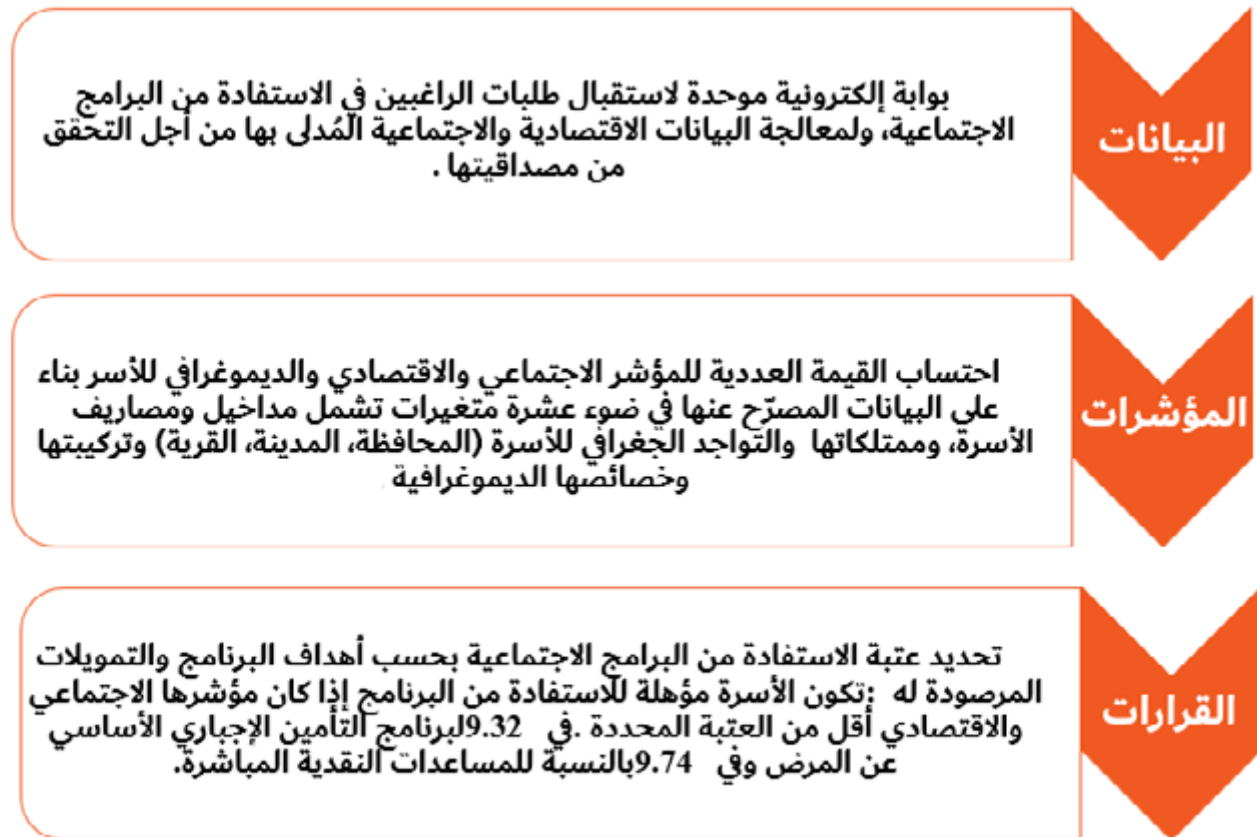 البيانات
بوابة إلكترونية موحدة لاستقبال طلبات الراغبين في الاستفادة من البرامج
الاجتماعية، ولمعالجة البيانات الاقتصادية والاجتماعية المُدلى بها من أجل التحقق
من مصداقيتها .
المؤشرات
احتساب القيمة العددية للمؤشر الاجتماعي والاقتصادي والديموغرافي للأسر بناء
على البيانات المصرّح عنها في ضوء عشرة متغيرات تشمل مداخيل ومصاريف
الأسرة، وممتلكاتها والتواجد الجغرافي للأسرة (المحافظة، المدينة، القرية) وتركيبتها
وخصائصها الديموغرافية
القرارات
تحديد عتبة الاستفادة من البرامج الاجتماعية بحسب أهداف البرنامج والتمويلات
المرصودة له :تكون الأسرة مؤهلة للاستفادة من البرنامج إذا كان مؤشرها الاجتماعي
والاقتصادي أقل من العتبة المحددة .في 9.32لبرنامج التأمين الإجباري الأساسي
عن المرض وفي 9.74بالنسبة للمساعدات النقدية المباشرة.